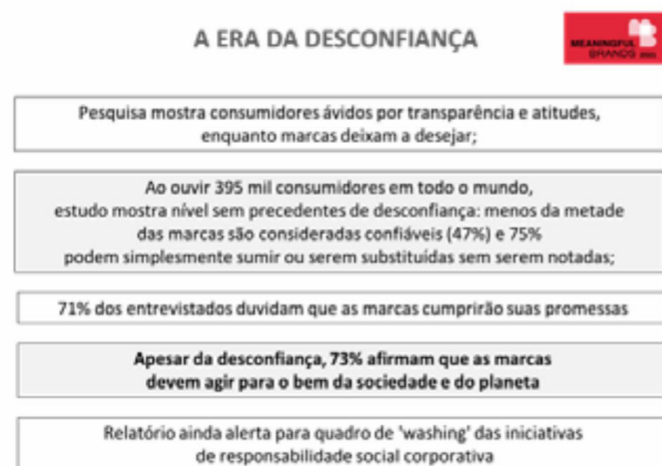 A ERA DA DESCONFIANÇA
MEANINGFUL
BRANDS
Pesquisa mostra consumidores ávidos por transparência e atitudes,
enquanto marcas deixam a desejar;
Ao ouvir 395 mil consumidores em todo o mundo,
estudo mostra nível sem precedentes de desconfiança: menos da metade
das marcas são consideradas confiáveis (47%) e 75%
podem simplesmente sumir ou serem substituídas sem serem notadas;
71% dos entrevistados duvidam que as marcas cumprirão suas promessas
Apesar da desconfiança, 73% afirmam que as marcas
devem agir para o bem da sociedade e do planeta
Relatório ainda alerta para quadro de 'washing' das iniciativas
de responsabilidade social corporativa